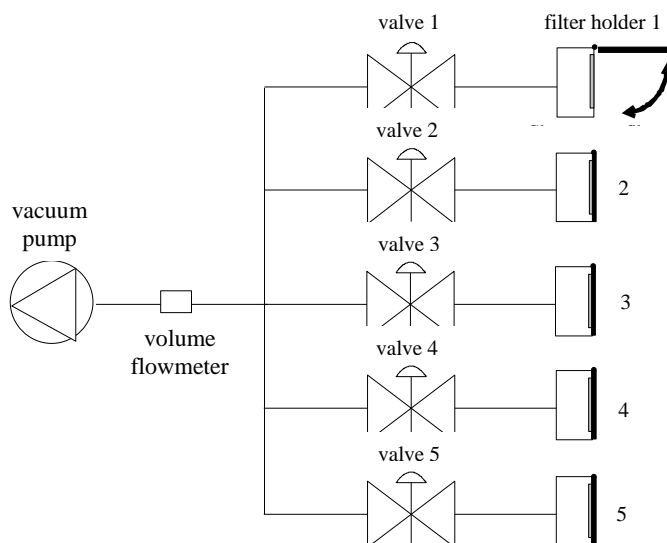 valve 1
filter holder 1
valve 2
2
vacuum
pump
valve 3
3
volume
flowmeter
valve 4
4
valve 5
5